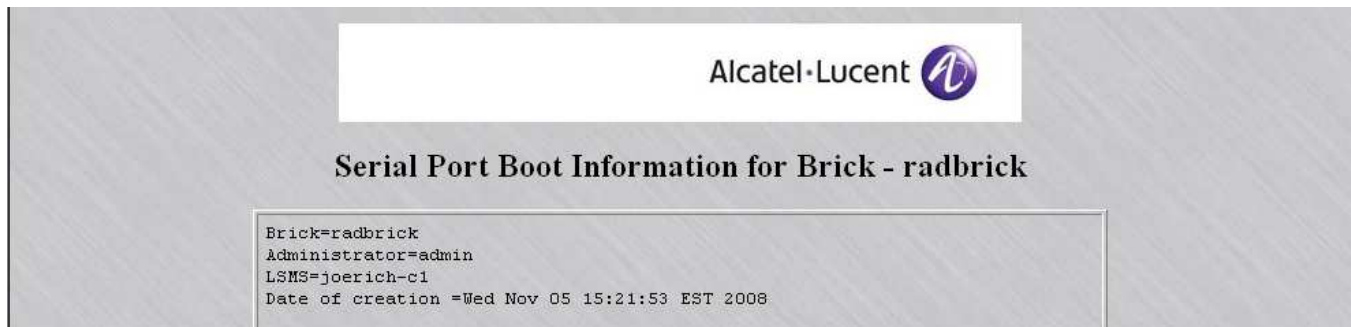 Alcatel·Lucent
Serial Port Boot Information for Brick - radbrick
Brick=radbrick
Administrator=admin
LSMS=joerich-c1
Date of creation =Wed Nov 05 15:21:53 EST 2008